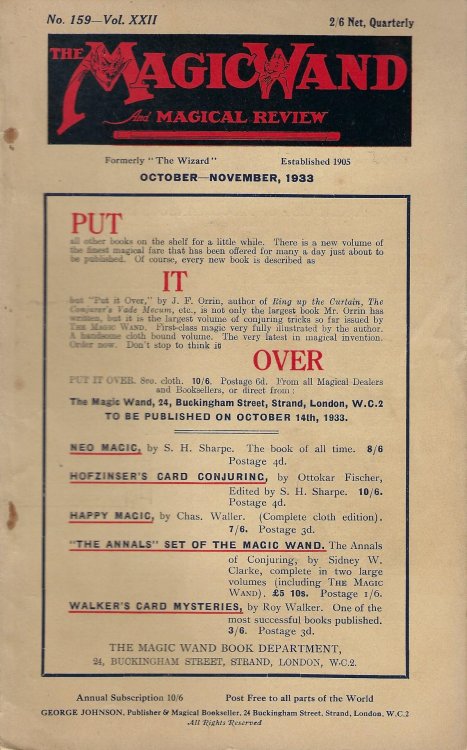 No. 159—Vol. XXII
2/6 Net, Quarterly
THE MAGIC WAND
And MAGICAL REVIEW
Formerly "The Wizard"
Established 1905
OCTOBER—NOVEMBER, 1933
PUT
all other books on the shelf for a little while. There is a new volume of
the finest magical fare that has been offered for many a day just about to
be published. Of course, every new book is described as
IT
but "Put it Over," by J. F. Orrin, author of Ring up the Curtain, The
Conjurer's Vade Mecum, etc., is not only the largest book Mr. Orrin has
written, but it is the largest volume of conjuring tricks so far issued by
THE MAGIC WAND. First-class magic very fully illustrated by the author.
A handsome cloth bound volume. The very latest in magical invention.
Order now. Don't stop to think it
OVER
PUT IT OVER. 8vo. cloth. 10/6. Postage 6d. From all Magical Dealers
and Booksellers, or direct from:
The Magic Wand, 24, Buckingham Street, Strand, London, W.C.2
TO BE PUBLISHED ON OCTOBER 14th, 1933.
NEO MAGIC, by S. H. Sharpe. The book of all time. 8/6
Postage 4d.
HOFZINSER'S CARD CONJURING, by Ottokar Fischer,
Edited by S. H. Sharpe. 10/6.
Postage 4d.
HAPPY MAGIC, by Chas. Waller. (Complete cloth edition).
7/6. Postage 3d.
"THE ANNALS" SET OF THE MAGIC WAND. The Annals
of Conjuring, by Sidney W.
Clarke, complete in two large
volumes (including THE MAGIC
WAND). £5 10s. Postage 1/6.
WALKER'S CARD MYSTERIES, by Roy Walker. One of the
most successful books published.
3/6. Postage 3d.
THE MAGIC WAND BOOK DEPARTMENT,
24, BUCKINGHAM STREET, STRAND, LONDON, W.C.2.
Annual Subscription 10/6
Post Free to all parts of the World
GEORGE JOHNSON, Publisher & Magical Bookseller, 24 Buckingham Street, Strand, London, W.C.2
All Rights Reserved